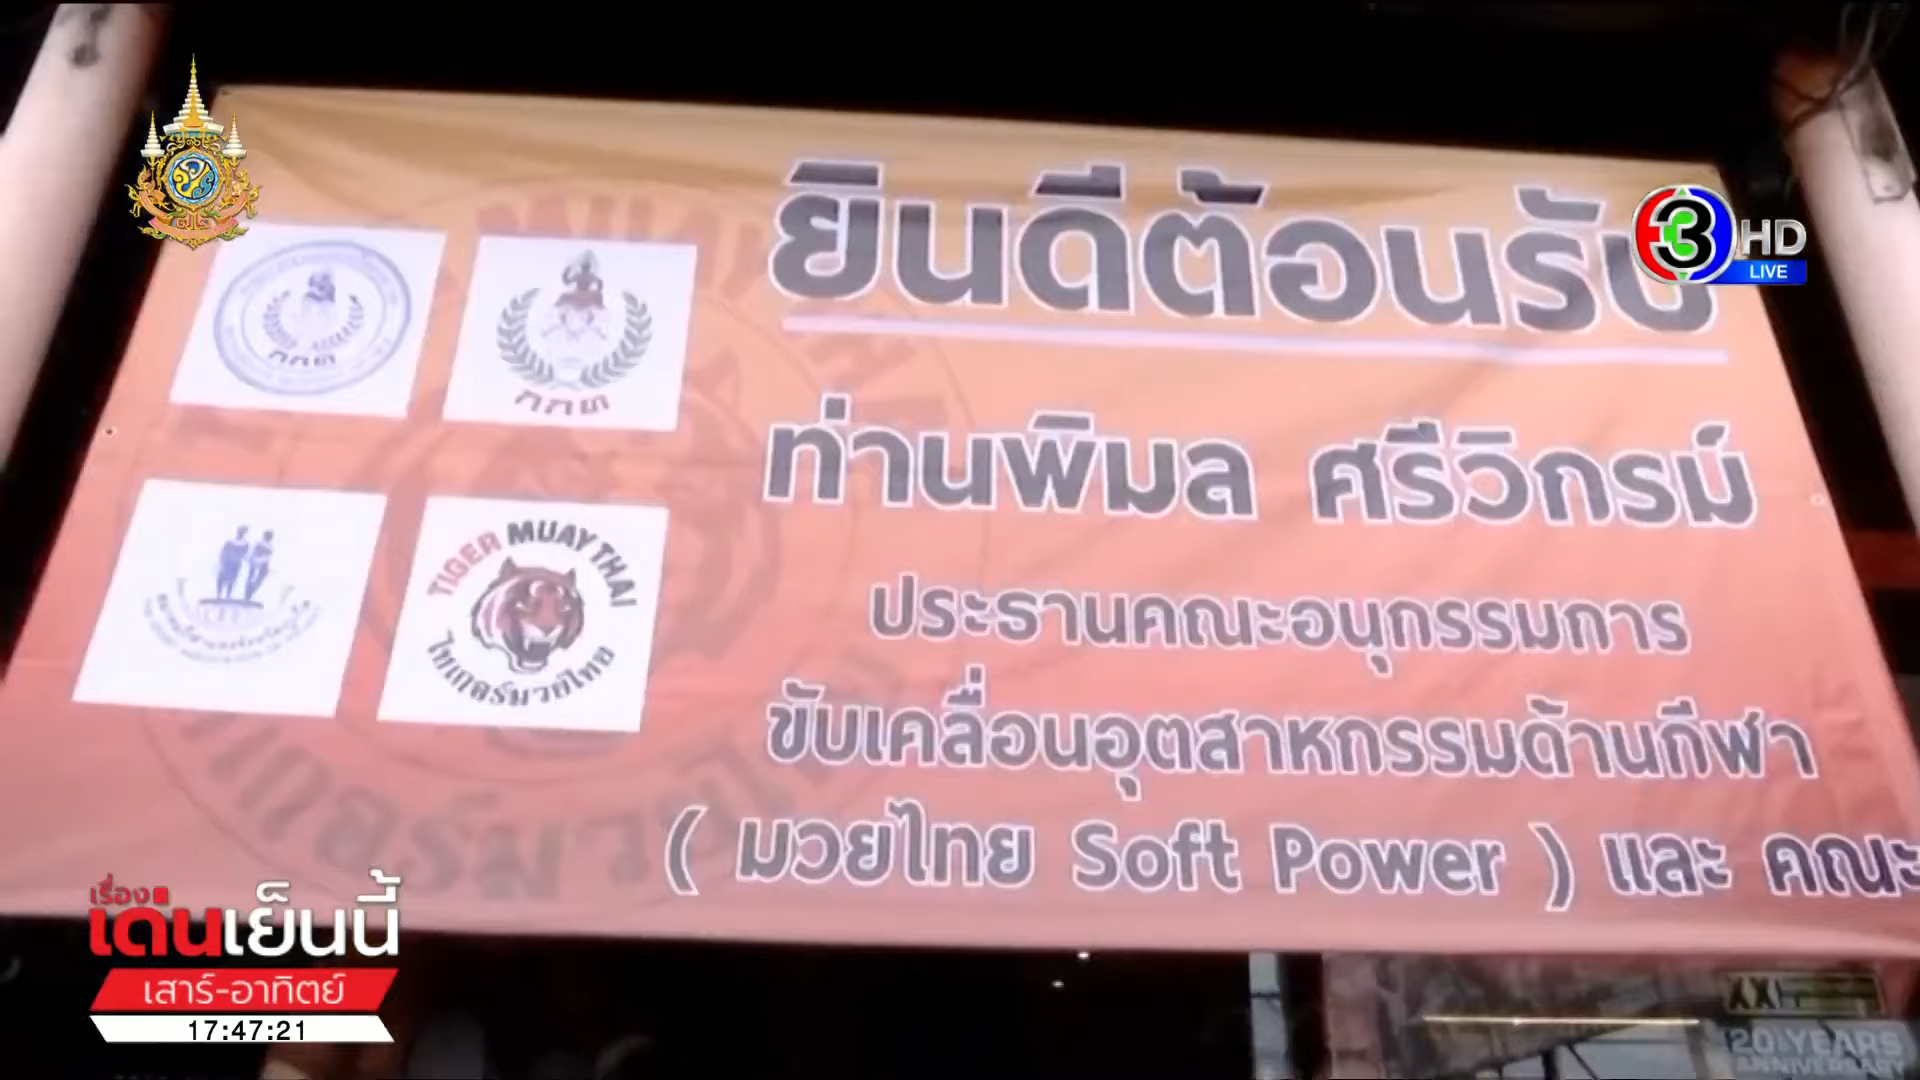 ยินดีต้อนรับ
3 HD
LIVE
กกท
กกท
ท่านพิมล ศรีวิกรม์
TIGER MUAY THAI
ไทเกอร์มวยไทย
ประธานคณะอนุกรรมการ
ขับเคลื่อนอุตสาหกรรมด้านกีฬา
( มวยไทย Soft Power ) และ คณะ
เรื่องเด่นเย็นนี้
เสาร์-อาทิตย์
17:47:21
20 YEARS
ANNIVERSARY